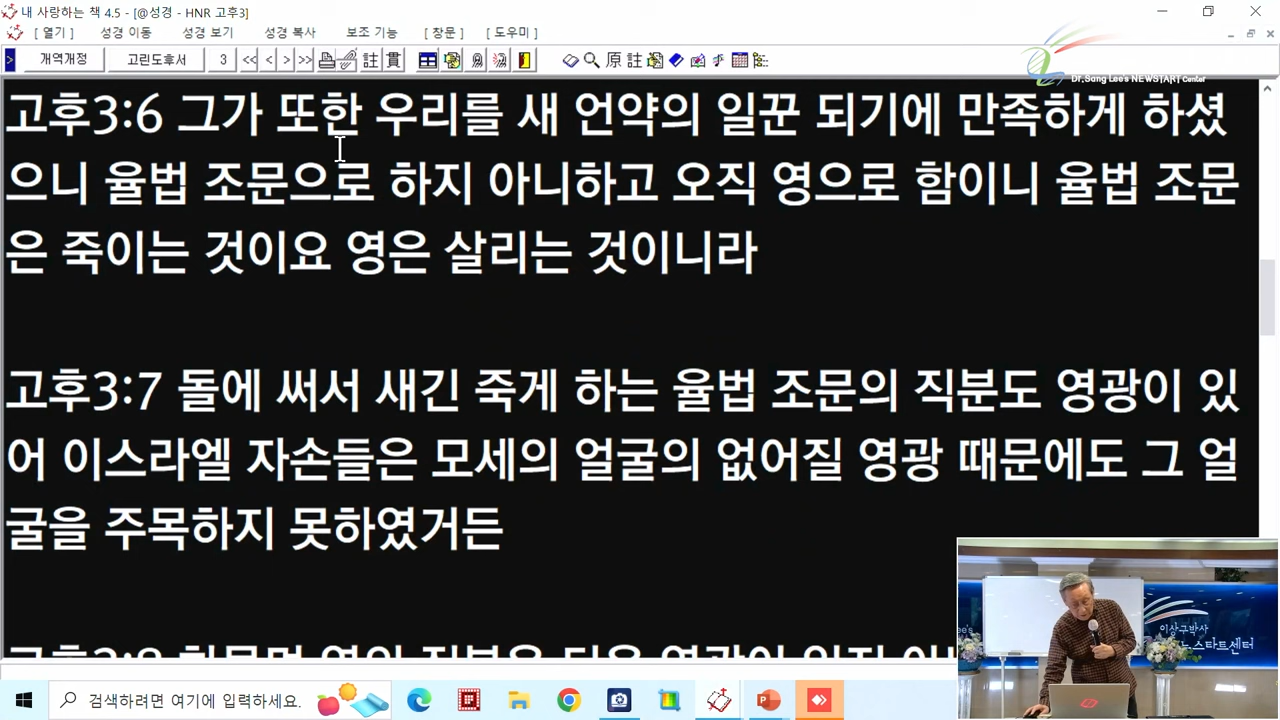 내 사랑하는 책 4.5 - [@성경 - HNR 고후3]
[ 열기 ] 성경 이동 성경 보기 성경 복사 보조 기능 [ 창문 ] [ 도우미 ]
개역개정 고린도후서 3 << < > >> 註 貫 原 註
Dr.Sang Lee's NEWSTART Center
고후3:6 그가 또한 우리를 새 언약의 일꾼 되기에 만족하게 하셨
으니 율법 조문으로 하지 아니하고 오직 영으로 함이니 율법 조문
은 죽이는 것이요 영은 살리는 것이니라
고후3:7 돌에 써서 새긴 죽게 하는 율법 조문의 직분도 영광이 있
어 이스라엘 자손들은 모세의 얼굴의 없어질 영광 때문에도 그 얼
굴을 주목하지 못하였거든
이상구박사
뉴스타트센터
검색하려면 여기에 입력하세요.